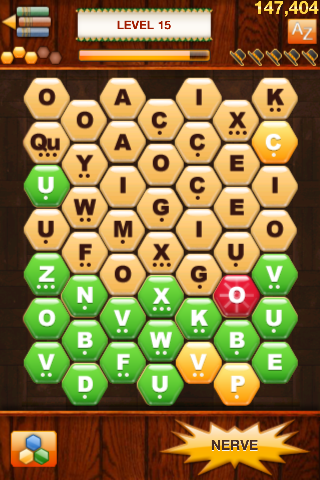 147,404
LEVEL 15
AZ
O A I K
O C X
Qu A C C
Y O E
U I C I
W G E
U M I O
F X U
Z O G V
N X O
O V K U
B W B
V F V E
D U P
NERVE